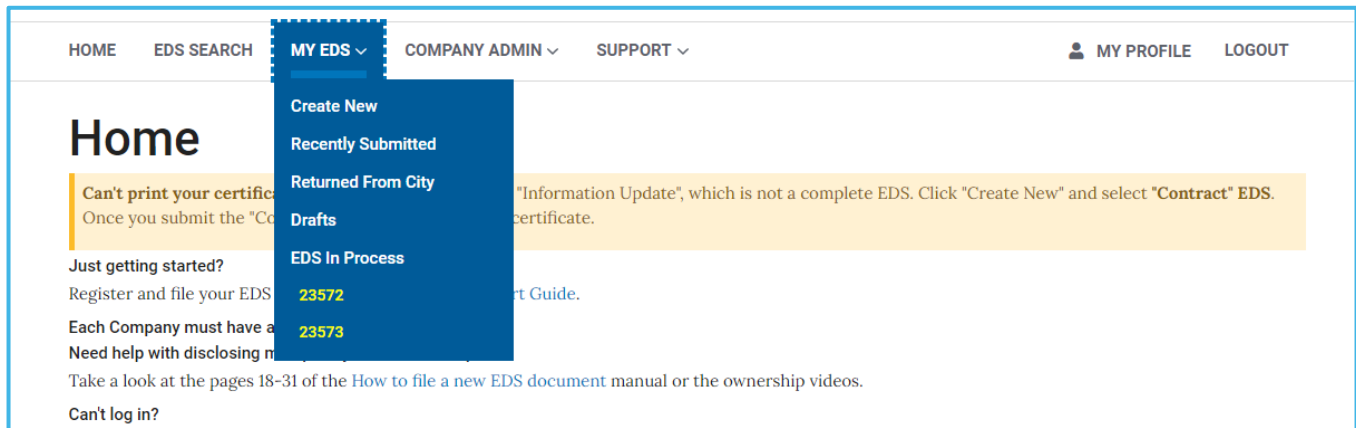 HOME EDS SEARCH MY EDS COMPANY ADMIN SUPPORT MY PROFILE LOGOUT
Create New
Recently Submitted
Returned From City
Drafts
EDS In Process
23572
23573
Home
Can't print your certifica "Information Update", which is not a complete EDS. Click "Create New" and select "Contract" EDS.
Once you submit the "Co certificate.
Just getting started?
Register and file your EDS rt Guide.
Each Company must have a
Need help with disclosing m
Take a look at the pages 18-31 of the How to file a new EDS document manual or the ownership videos.
Can't log in?